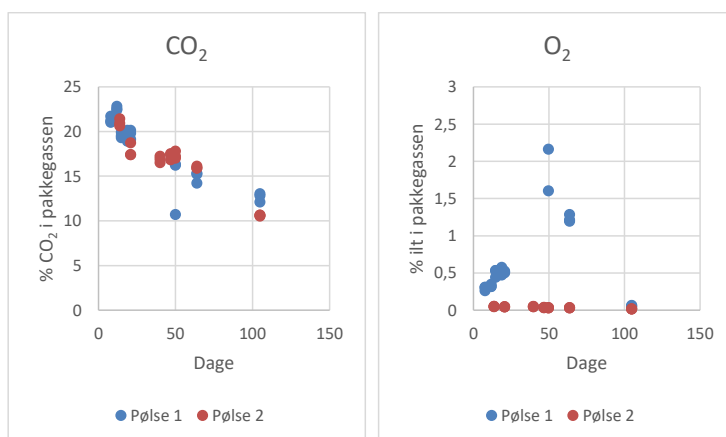 CO₂
25
20
15
10
5
0
0 50 100 150
% CO₂ i pakkegassen
Dage
Pølse 1 Pølse 2
O₂
3
2,5
2
1,5
1
0,5
0
0 50 100 150
% ilt i pakkegassen
Dage
Pølse 1 Pølse 2